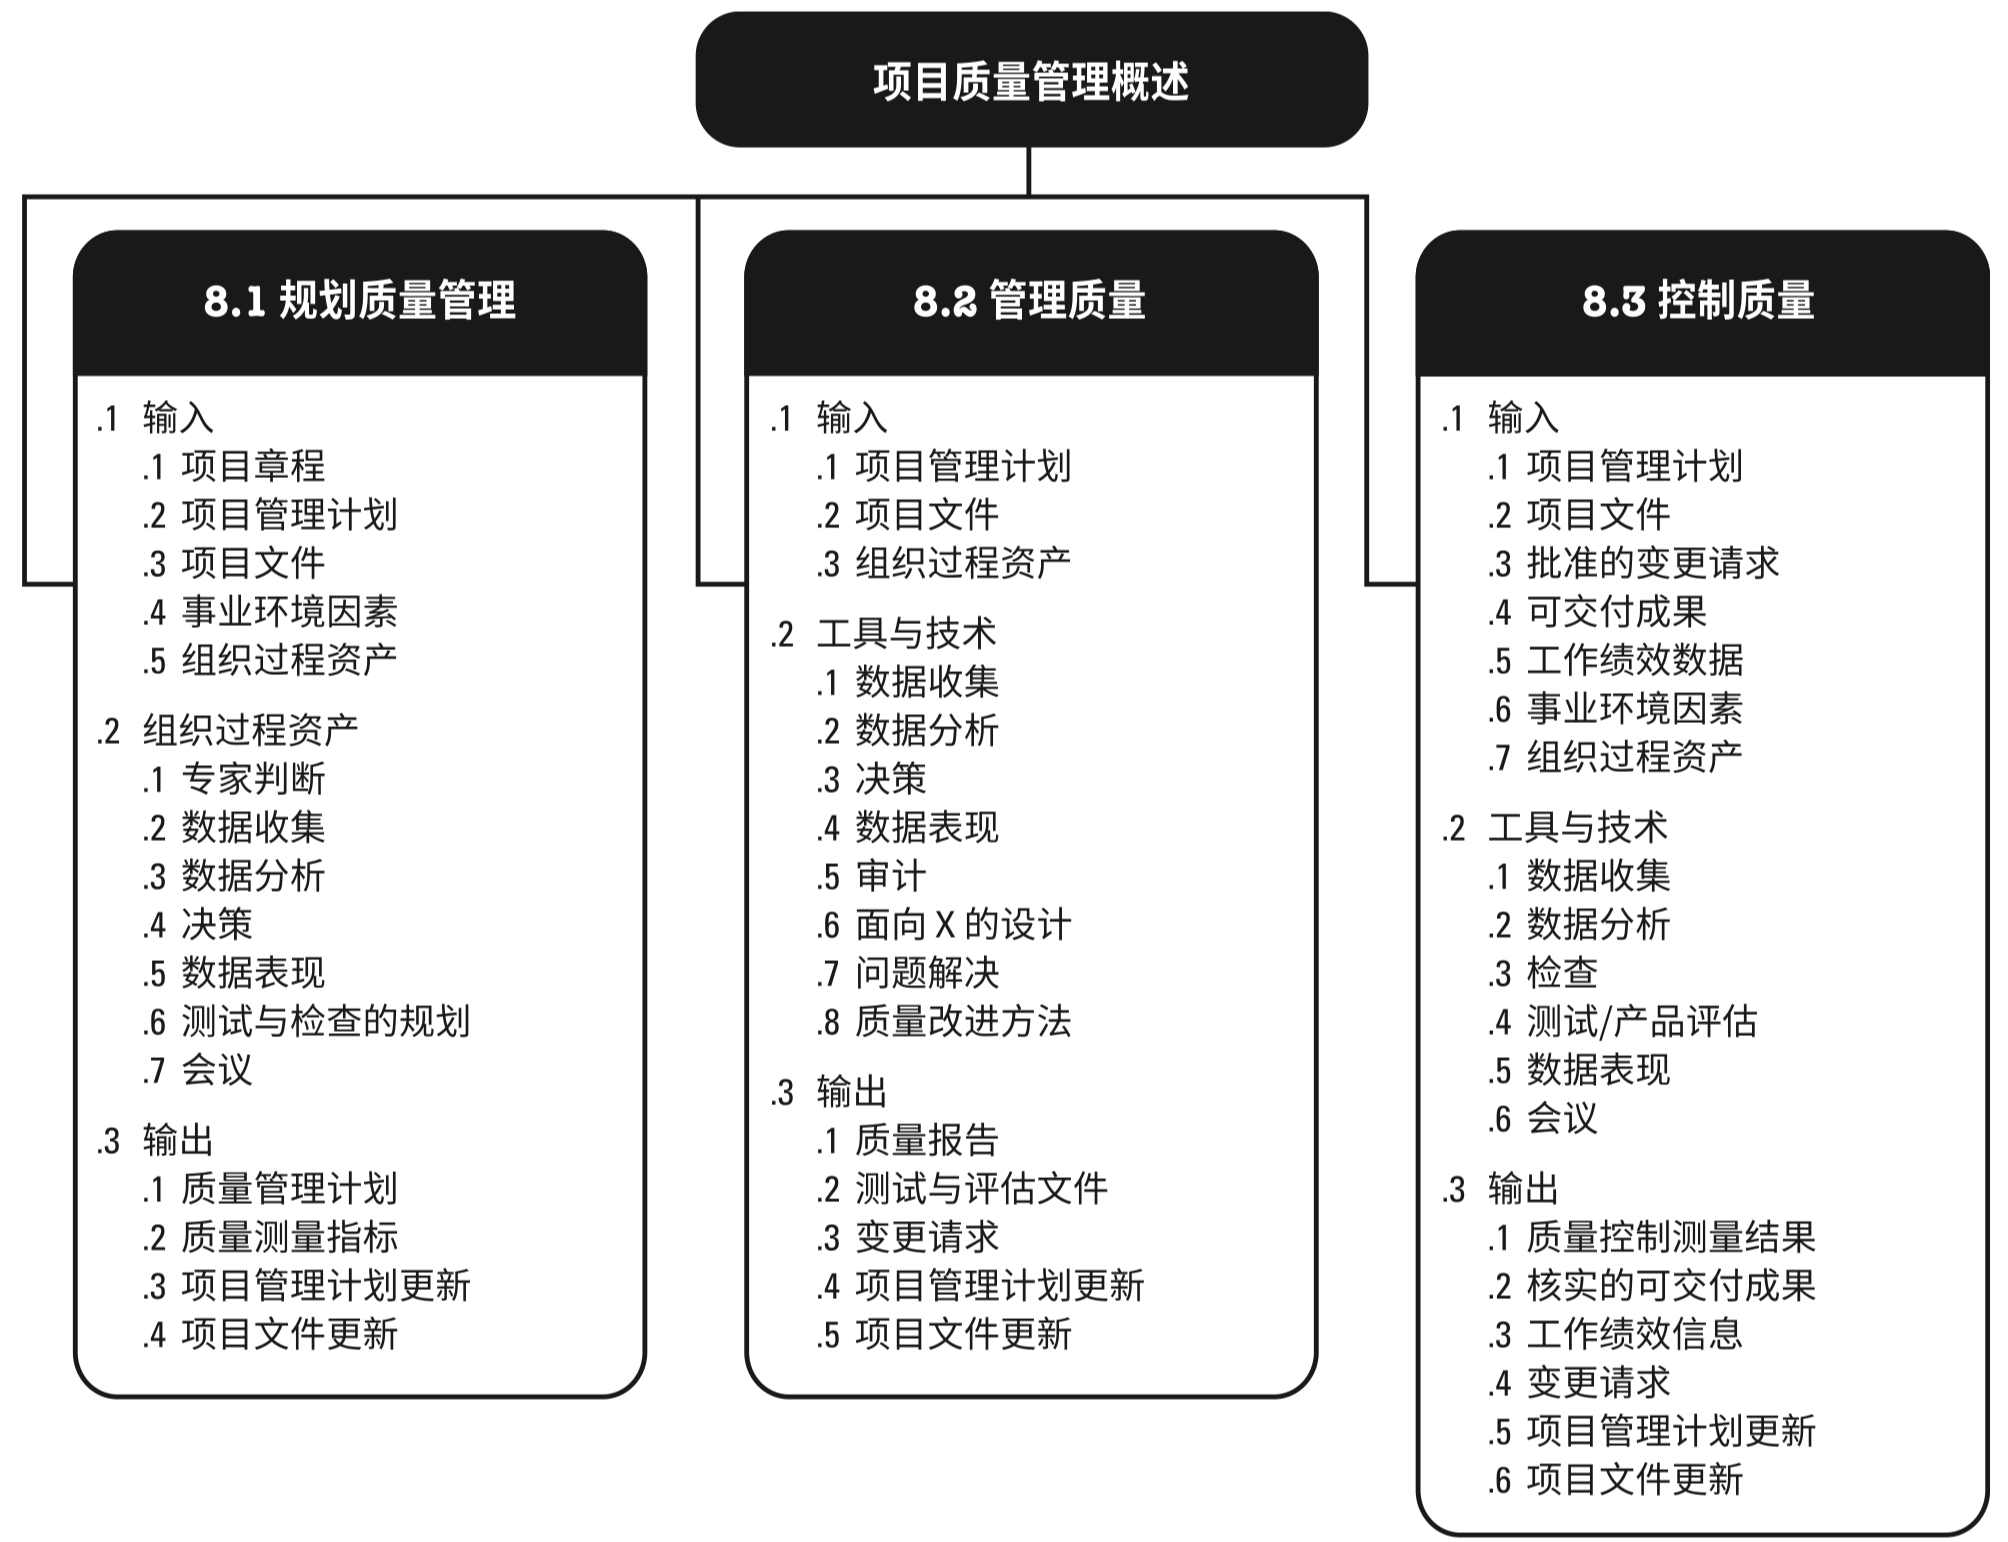 项目质量管理概述
8.1 规划质量管理
.1 输入
.1 项目章程
.2 项目管理计划
.3 项目文件
.4 事业环境因素
.5 组织过程资产
.2 组织过程资产
.1 专家判断
.2 数据收集
.3 数据分析
.4 决策
.5 数据表现
.6 测试与检查的规划
.7 会议
.3 输出
.1 质量管理计划
.2 质量测量指标
.3 项目管理计划更新
.4 项目文件更新
8.2 管理质量
.1 输入
.1 项目管理计划
.2 项目文件
.3 组织过程资产
.2 工具与技术
.1 数据收集
.2 数据分析
.3 决策
.4 数据表现
.5 审计
.6 面向 X 的设计
.7 问题解决
.8 质量改进方法
.3 输出
.1 质量报告
.2 测试与评估文件
.3 变更请求
.4 项目管理计划更新
.5 项目文件更新
8.3 控制质量
.1 输入
.1 项目管理计划
.2 项目文件
.3 批准的变更请求
.4 可交付成果
.5 工作绩效数据
.6 事业环境因素
.7 组织过程资产
.2 工具与技术
.1 数据收集
.2 数据分析
.3 检查
.4 测试/产品评估
.5 数据表现
.6 会议
.3 输出
.1 质量控制测量结果
.2 核实的可交付成果
.3 工作绩效信息
.4 变更请求
.5 项目管理计划更新
.6 项目文件更新